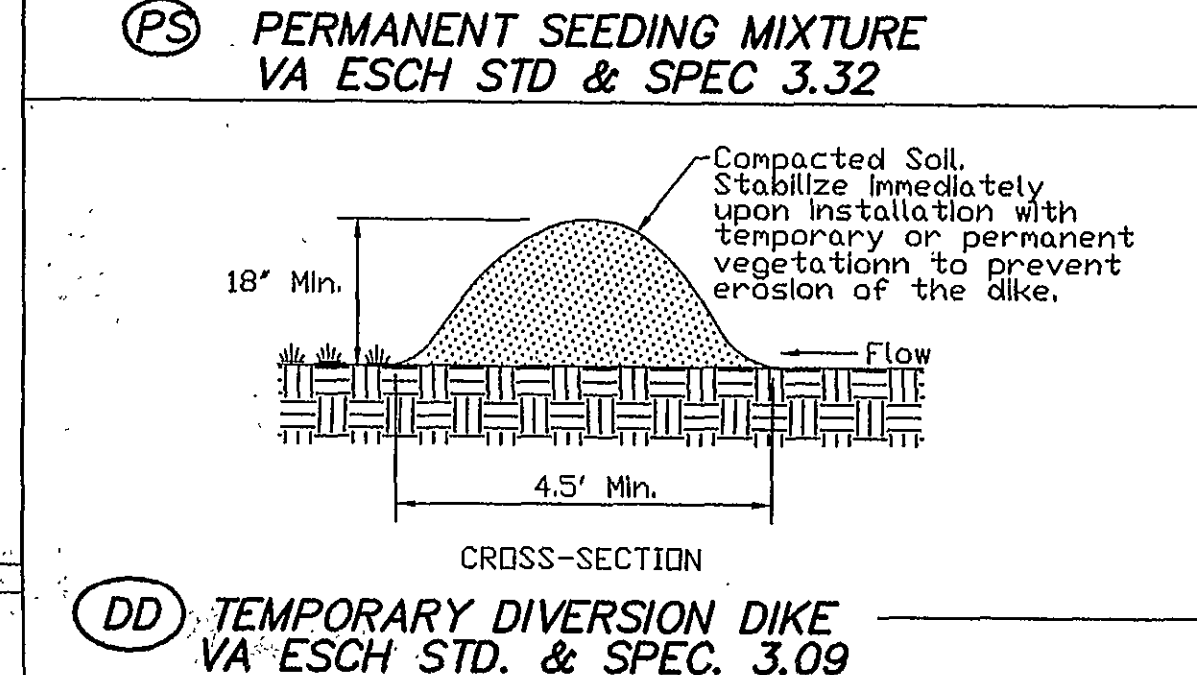 PS PERMANENT SEEDING MIXTURE
VA ESCH STD & SPEC 3.32
Compacted Soil.
Stabilize immediately
upon installation with
temporary or permanent
vegetationn to prevent
erosion of the dike.
18" Min.
Flow
4.5' Min.
CROSS-SECTION
DD TEMPORARY DIVERSION DIKE
VA ESCH STD. & SPEC. 3.09